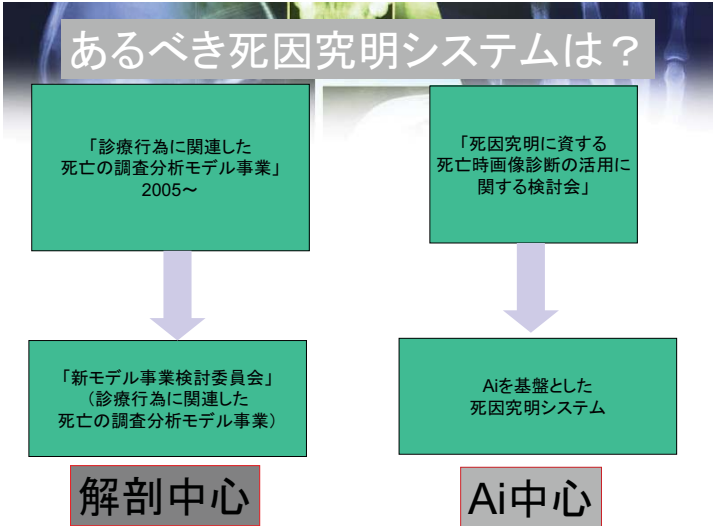 あるべき死因究明システムは？
「診療行為に関連した
死亡の調査分析モデル事業」
2005～
「死因究明に資する
死亡時画像診断の活用に
関する検討会」
「新モデル事業検討委員会」
（診療行為に関連した
死亡の調査分析モデル事業）
Aiを基盤とした
死因究明システム
解剖中心
Ai中心